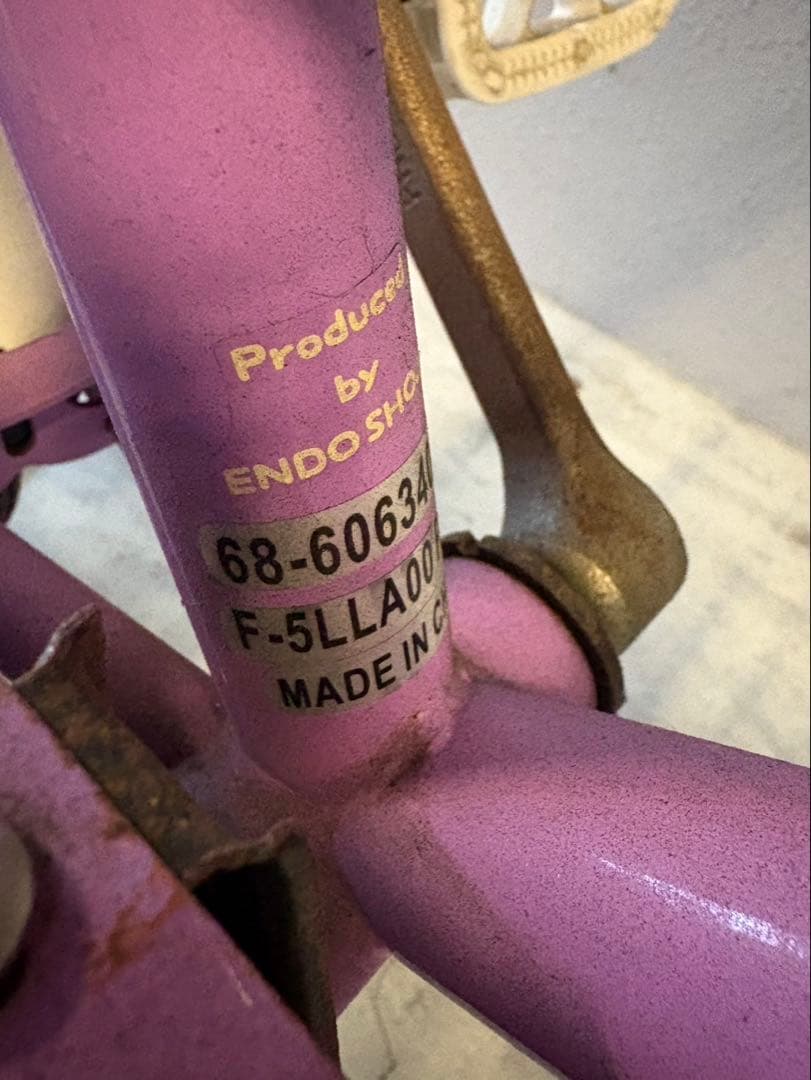 Produced
by
ENDO SHO
68-60634
F-5LLA00
MADE IN